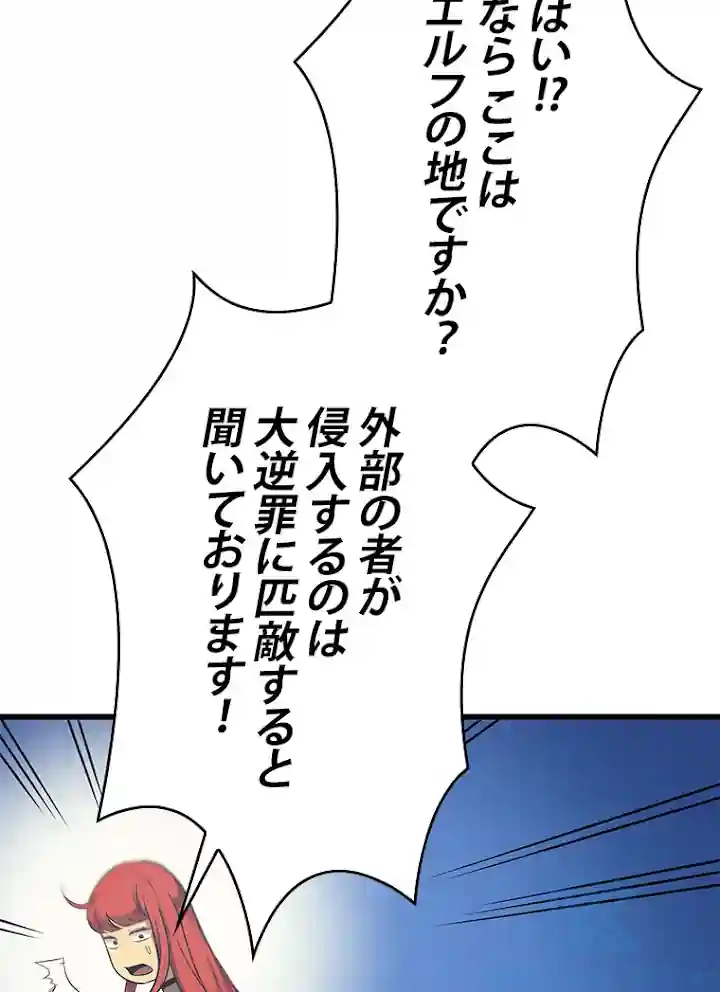 はい!?
なら ここは
エルフの地ですか？
外部の者が
侵入するのは
大逆罪に匹敵すると
聞いております！